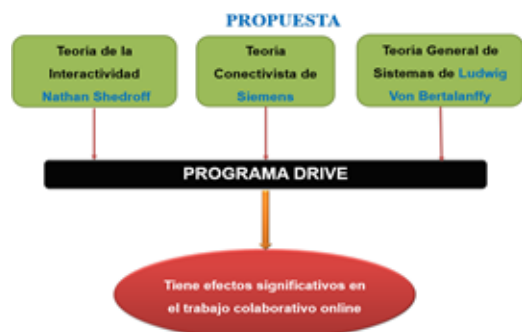 PROPUESTA
Teoria de la
Interactividad
Nathan Shedroff
Teoria
Conectivista de
Siemens
Teoria General de
Sistemas de Ludwig
Von Bertalanffy
PROGRAMA DRIVE
Tiene efectos significativos en
el trabajo colaborativo online